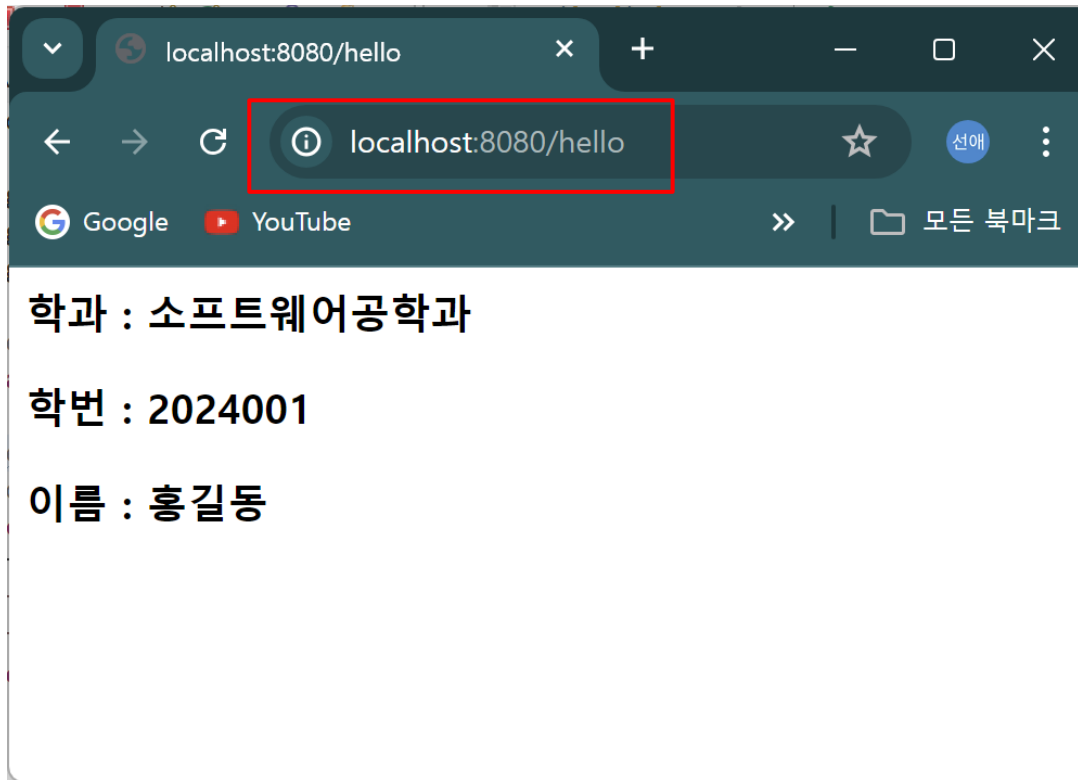 localhost:8080/hello
localhost:8080/hello
선애
Google
YouTube
모든 북마크
학과 : 소프트웨어공학과
학번 : 2024001
이름 : 홍길동